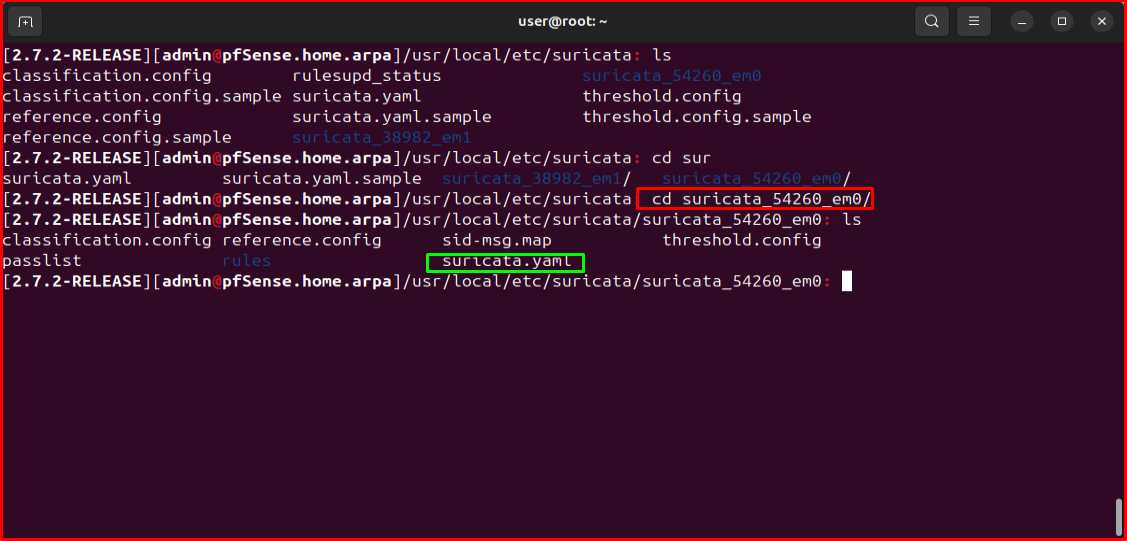 user@root: ~
[2.7.2-RELEASE][admin@pfSense.home.arpa]/usr/local/etc/suricata: ls
classification.config rulesupd_status suricata_54260_em0
classification.config.sample suricata.yaml threshold.config
reference.config suricata.yaml.sample threshold.config.sample
reference.config.sample suricata_38982_em1
[2.7.2-RELEASE][admin@pfSense.home.arpa]/usr/local/etc/suricata: cd sur
suricata.yaml suricata.yaml.sample suricata_38982_em1/ suricata_54260_em0/
[2.7.2-RELEASE][admin@pfSense.home.arpa]/usr/local/etc/suricata cd suricata_54260_em0/
[2.7.2-RELEASE][admin@pfSense.home.arpa]/usr/local/etc/suricata/suricata_54260_em0: ls
classification.config reference.config sid-msg.map threshold.config
passlist rules suricata.yaml
[2.7.2-RELEASE][admin@pfSense.home.arpa]/usr/local/etc/suricata/suricata_54260_em0: